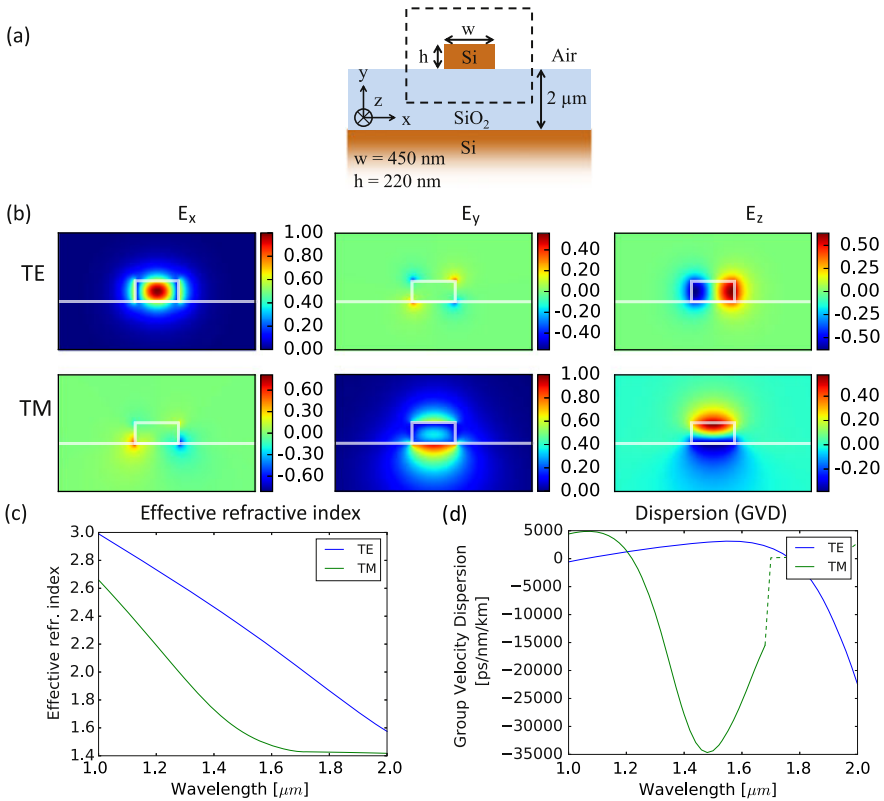 (a)
w
h
Si
Air
y
z
x
2 µm
SiO2
Si
w = 450 nm
h = 220 nm
(b)
Ex
Ey
Ez
TE
1.00
0.80
0.60
0.40
0.20
0.00
0.40
0.20
0.00
-0.20
-0.40
0.50
0.25
0.00
-0.25
-0.50
TM
0.80
0.40
0.00
-0.40
-0.80
1.00
0.80
0.60
0.40
0.20
0.00
0.40
0.20
0.00
-0.20
(c)
Effective refractive index
3.0
2.8
2.6
2.4
2.2
2.0
1.8
1.6
1.4
Effective refr. index
TE
TM
1.0 1.2 1.4 1.6 1.8 2.0
Wavelength [µm]
(d)
Dispersion (GVD)
5000
0
−5000
−10000
−15000
−20000
−25000
−30000
−35000
Group Velocity Dispersion
[ps/nm/km]
TE
TM
1.0 1.2 1.4 1.6 1.8 2.0
Wavelength [µm]